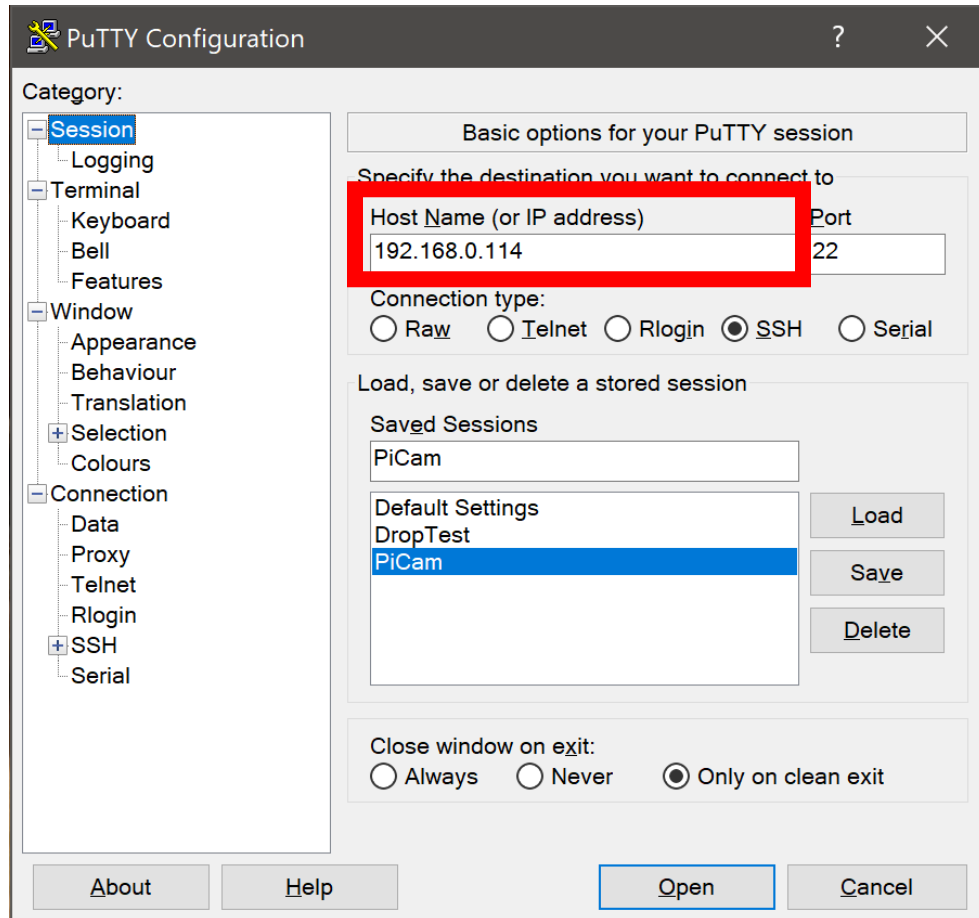 PuTTY Configuration ? ×
Category:
Session
Logging
Terminal
Keyboard
Bell
Features
Window
Appearance
Behaviour
Translation
Selection
Colours
Connection
Data
Proxy
Telnet
Rlogin
SSH
Serial
Basic options for your PuTTY session
Specify the destination you want to connect to
Host Name (or IP address) Port
192.168.0.114 22
Connection type:
Raw Telnet Rlogin SSH Serial
Load, save or delete a stored session
Saved Sessions
PiCam
Default Settings
DropTest
PiCam
Load
Save
Delete
Close window on exit:
Always Never Only on clean exit
About Help Open Cancel